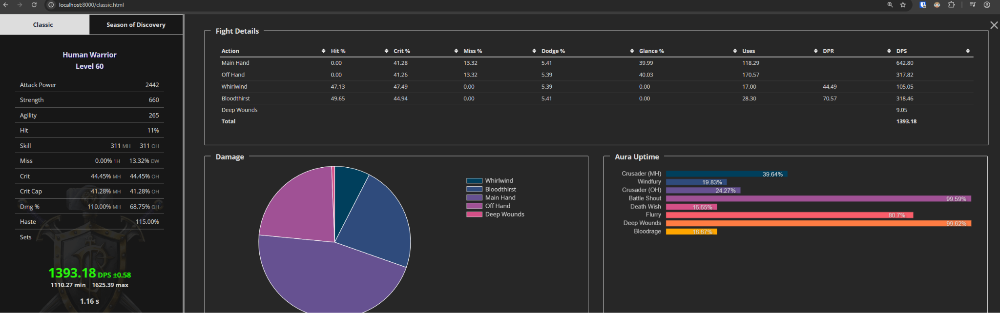 localhost:8000/classic.html
Classic Season of Discovery
Human Warrior
Level 60
Attack Power 2442
Strength 660
Agility 265
Hit 11%
Skill 311 MH 311 OH
Miss 0.00% 1H 13.32% DW
Crit 44.45% MH 44.45% OH
Crit Cap 41.28% MH 41.28% OH
Dmg % 110.00% MH 68.75% OH
Haste 115.00%
Sets
1393.18 DPS ±0.58
1110.27 min 1625.39 max
1.16 s
Fight Details
Action Hit % Crit % Miss % Dodge % Glance % Uses DPR DPS
Main Hand 0.00 41.28 13.32 5.41 39.99 118.29 642.80
Off Hand 0.00 41.26 13.32 5.39 40.03 170.57 317.82
Whirlwind 47.13 47.49 0.00 5.39 0.00 17.00 44.49 105.05
Bloodthirst 49.65 44.94 0.00 5.41 0.00 28.30 70.57 318.46
Deep Wounds 9.05
Total 1393.18
Damage
Whirlwind
Bloodthirst
Main Hand
Off Hand
Deep Wounds
Aura Uptime
Crusader (MH) 39.64%
Windfury 19.83%
Crusader (OH) 24.27%
Battle Shout 99.59%
Death Wish 16.65%
Flurry 80.7%
Deep Wounds 99.62%
Bloodrage 16.67%